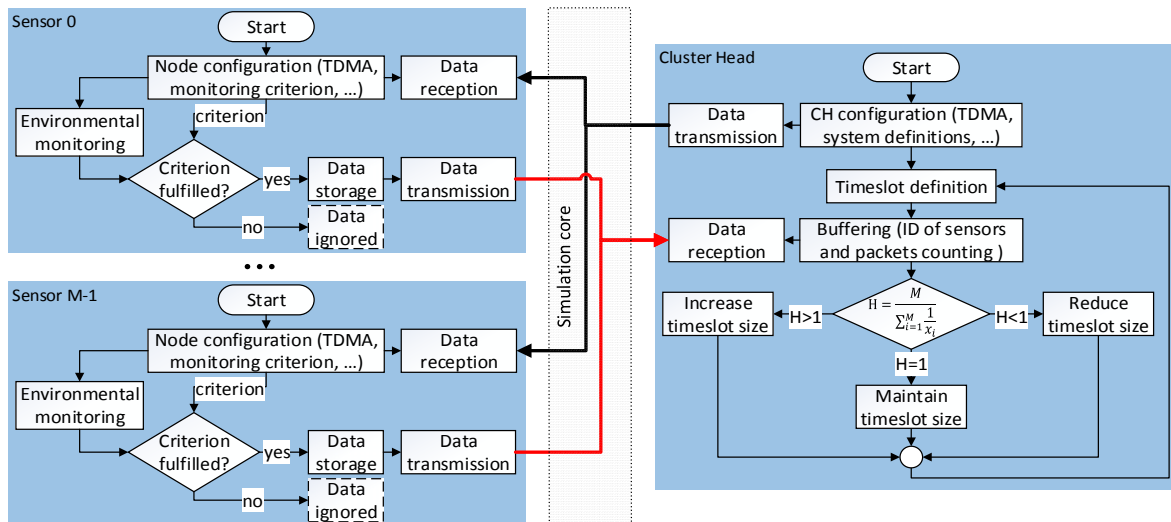 Sensor 0
Start
Node configuration (TDMA,
monitoring criterion, ...)
Data
reception
criterion
Environmental
monitoring
Criterion
fulfilled?
yes
Data
storage
Data
transmission
no
Data
ignored
...
Sensor M-1
Start
Node configuration (TDMA,
monitoring criterion, ...)
Data
reception
criterion
Environmental
monitoring
Criterion
fulfilled?
yes
Data
storage
Data
transmission
no
Data
ignored
Simulation core
Cluster Head
Start
Data
transmission
CH configuration (TDMA,
system definitions, ...)
Timeslot definition
Data
reception
Buffering (ID of sensors
and packets counting )
Increase
timeslot size
H>1
H = M / ∑_{i=1}^{M} 1/x_i
H<1
Reduce
timeslot size
H=1
Maintain
timeslot size